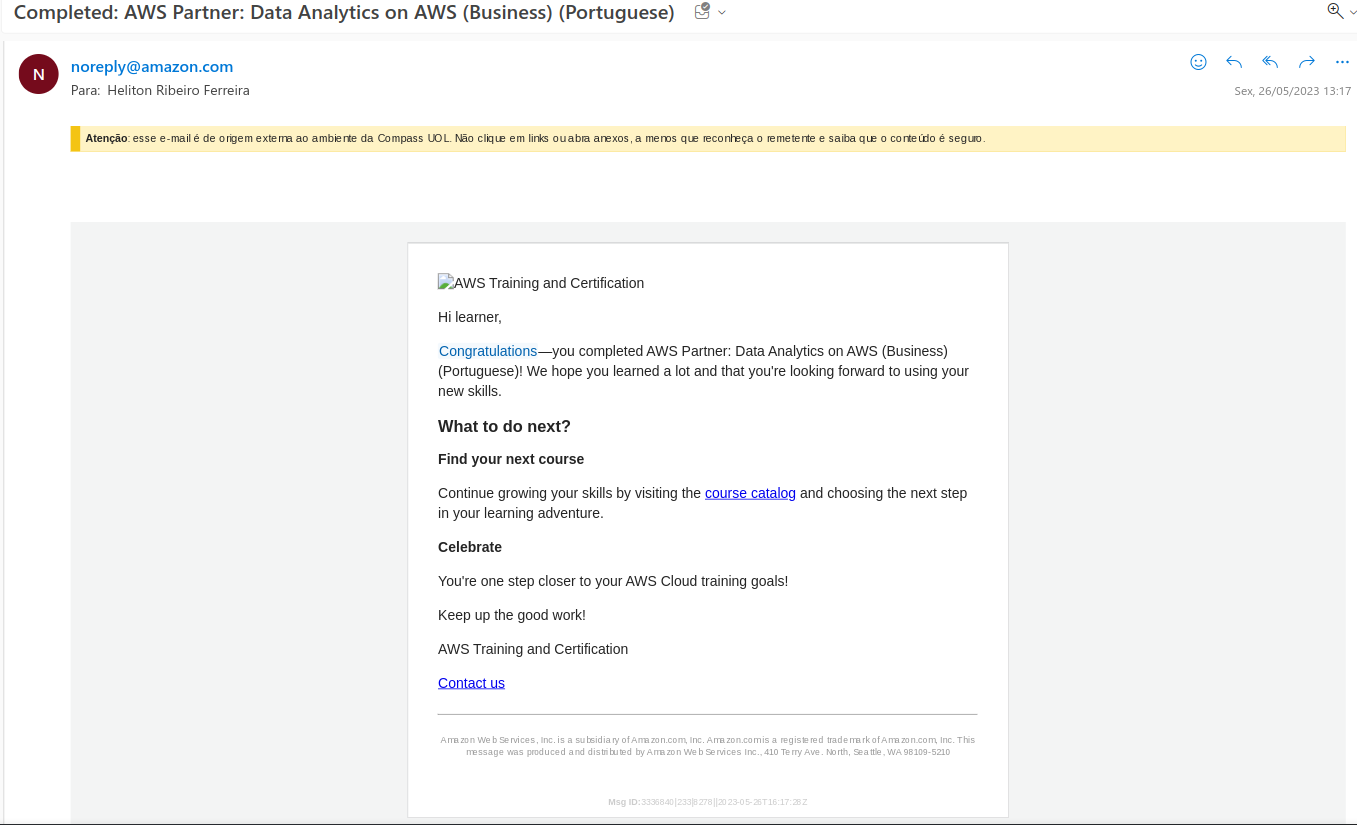 Completed: AWS Partner: Data Analytics on AWS (Business) (Portuguese)
N
noreply@amazon.com
Para: Heliton Ribeiro Ferreira
Sex, 26/05/2023 13:17
Atenção: esse e-mail é de origem externa ao ambiente da Compass UOL. Não clique em links ou abra anexos, a menos que reconheça o remetente e saiba que o conteúdo é seguro.
AWS Training and Certification
Hi learner,
Congratulations—you completed AWS Partner: Data Analytics on AWS (Business)
(Portuguese)! We hope you learned a lot and that you're looking forward to using your
new skills.
What to do next?
Find your next course
Continue growing your skills by visiting the course catalog and choosing the next step
in your learning adventure.
Celebrate
You're one step closer to your AWS Cloud training goals!
Keep up the good work!
AWS Training and Certification
Contact us
Amazon Web Services, Inc. is a subsidiary of Amazon.com, Inc. Amazon.com is a registered trademark of Amazon.com, Inc. This
message was produced and distributed by Amazon Web Services Inc., 410 Terry Ave. North, Seattle, WA 98109-5210
Msg ID:3336840|233|8278||2023-05-26T16:17:28Z